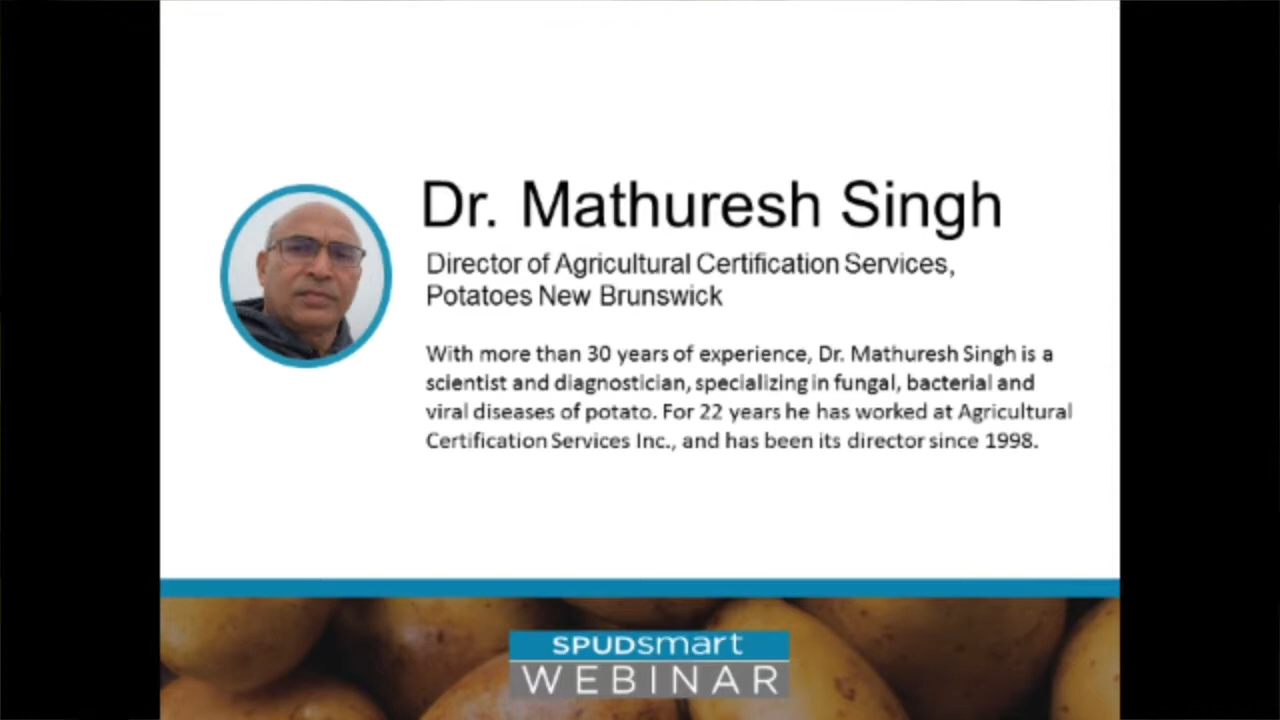 Dr. Mathuresh Singh
Director of Agricultural Certification Services,
Potatoes New Brunswick
With more than 30 years of experience, Dr. Mathuresh Singh is a
scientist and diagnostician, specializing in fungal, bacterial and
viral diseases of potato. For 22 years he has worked at Agricultural
Certification Services Inc., and has been its director since 1998.
SPUDsmart
WEBINAR